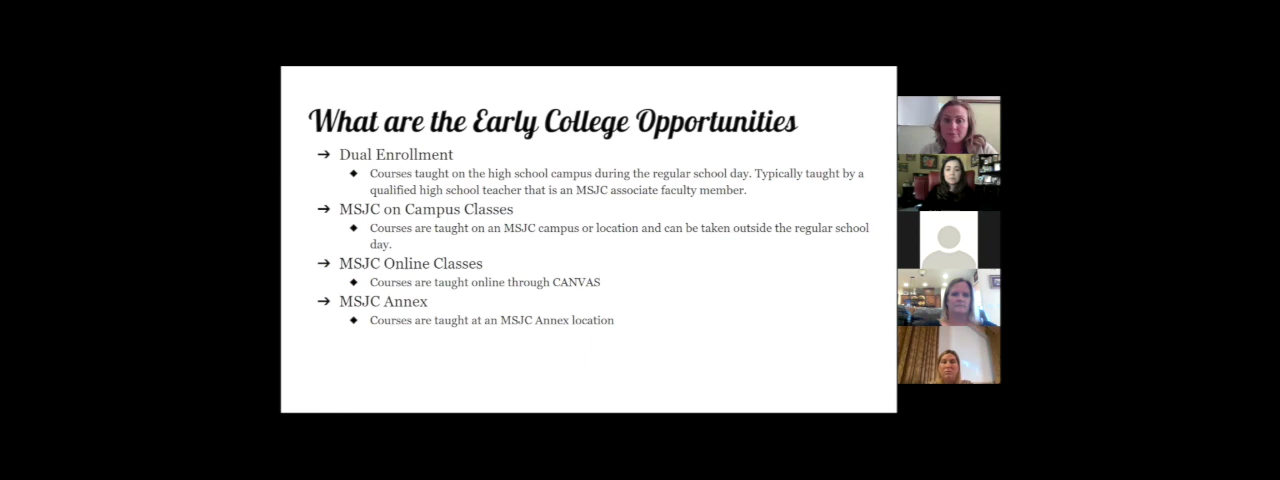 What are the Early College Opportunities
➔ Dual Enrollment
◆ Courses taught on the high school campus during the regular school day. Typically taught by a
qualified high school teacher that is an MSJC associate faculty member.
➔ MSJC on Campus Classes
◆ Courses are taught on an MSJC campus or location and can be taken outside the regular school
day.
➔ MSJC Online Classes
◆ Courses are taught online through CANVAS
➔ MSJC Annex
◆ Courses are taught at an MSJC Annex location